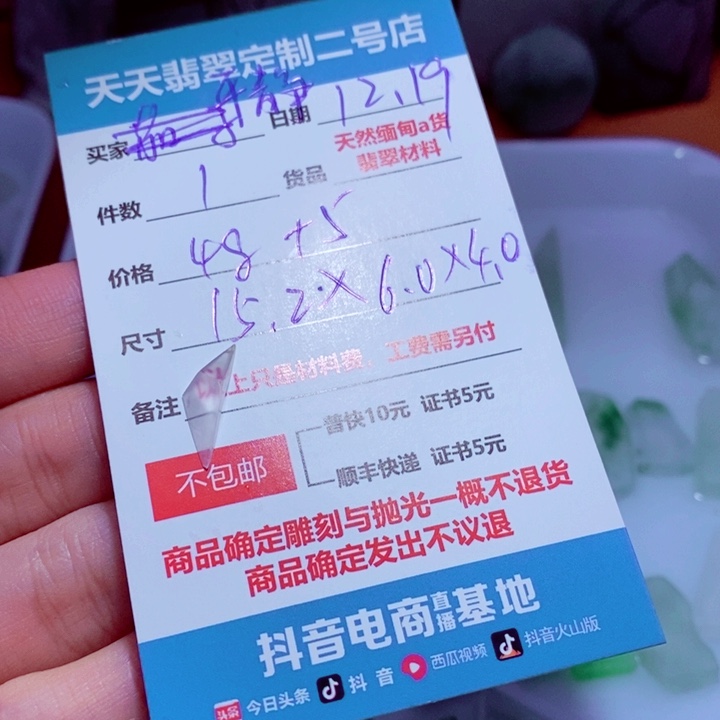 天天翡翠定制二号店
买家 日期 12.19
件数 1 货品 天然缅甸a货
翡翠材料
价格 48 +5
尺寸 15.2×6.0×4.0
备注 以上只是材料费，工费需另付
不包邮
普快10元 证书5元
顺丰快递 证书5元
商品确定雕刻与抛光一概不退货
商品确定发出不议退
抖音电商直播基地
头条 今日头条 抖音 西瓜视频 抖音火山版